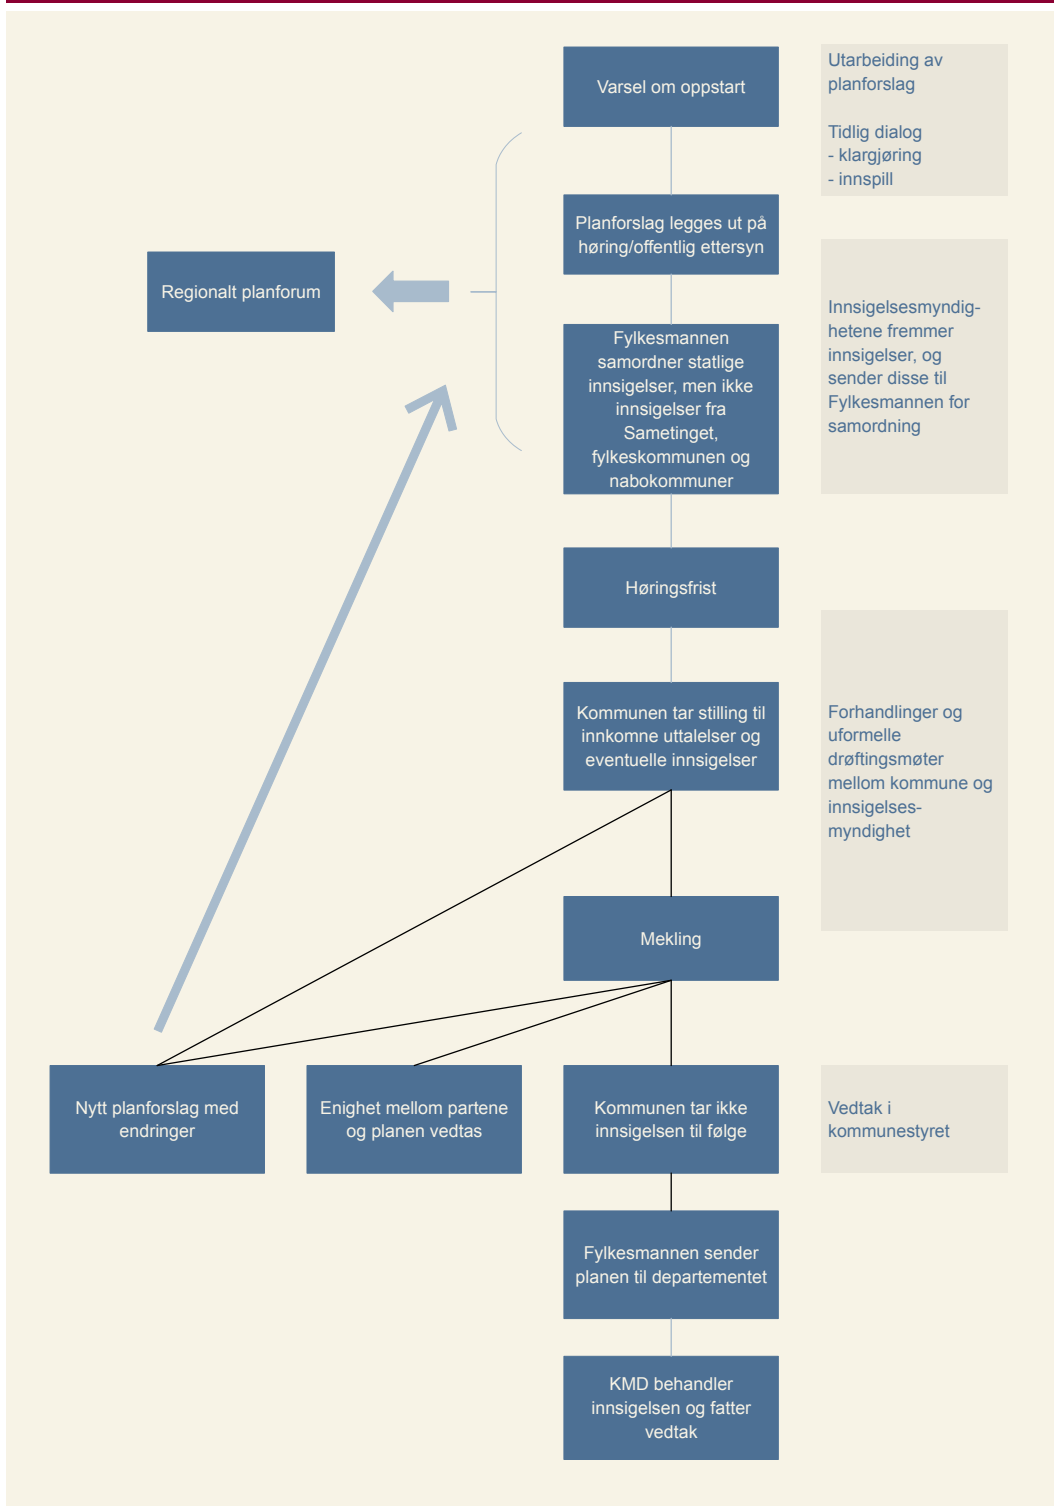 Varsel om oppstart
Utarbeiding av
planforslag
Tidlig dialog
- klargjøring
- innspill
Planforslag legges ut på
høring/offentlig ettersyn
Regionalt planforum
Fylkesmannen
samordner statlige
innsigelser, men ikke
innsigelser fra
Sametinget,
fylkeskommunen og
nabokommuner
Innsigelsesmyndig-
hetene fremmer
innsigelser, og
sender disse til
Fylkesmannen for
samordning
Høringsfrist
Kommunen tar stilling til
innkomne uttalelser og
eventuelle innsigelser
Forhandlinger og
uformelle
drøftingsmøter
mellom kommune og
innsigelses-
myndighet
Mekling
Nytt planforslag med
endringer
Enighet mellom partene
og planen vedtas
Kommunen tar ikke
innsigelsen til følge
Vedtak i
kommunestyret
Fylkesmannen sender
planen til departementet
KMD behandler
innsigelsen og fatter
vedtak